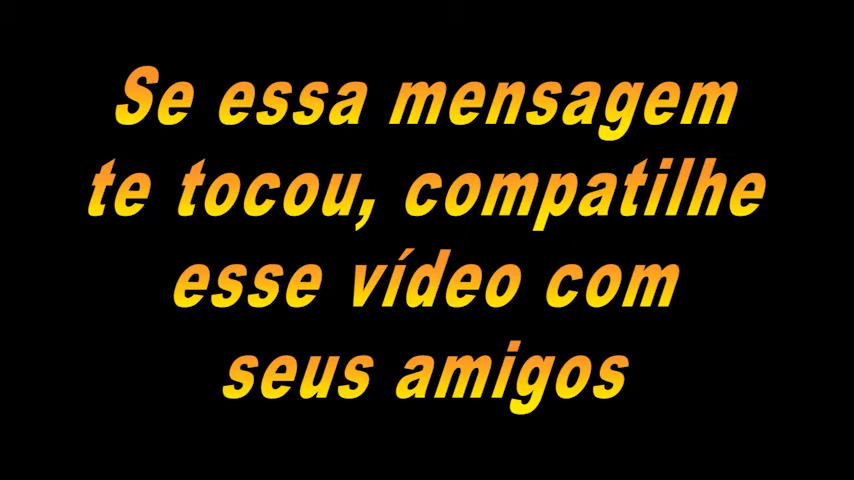 Se essa mensagem
te tocou, compatilhe
esse vídeo com
seus amigos